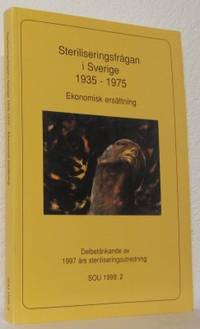 Steriliseringsfrågan
i Sverige
1935 - 1975
Ekonomisk ersättning
Delbetänkande av
1997 års steriliseringsutredning
SOU 1999: 2